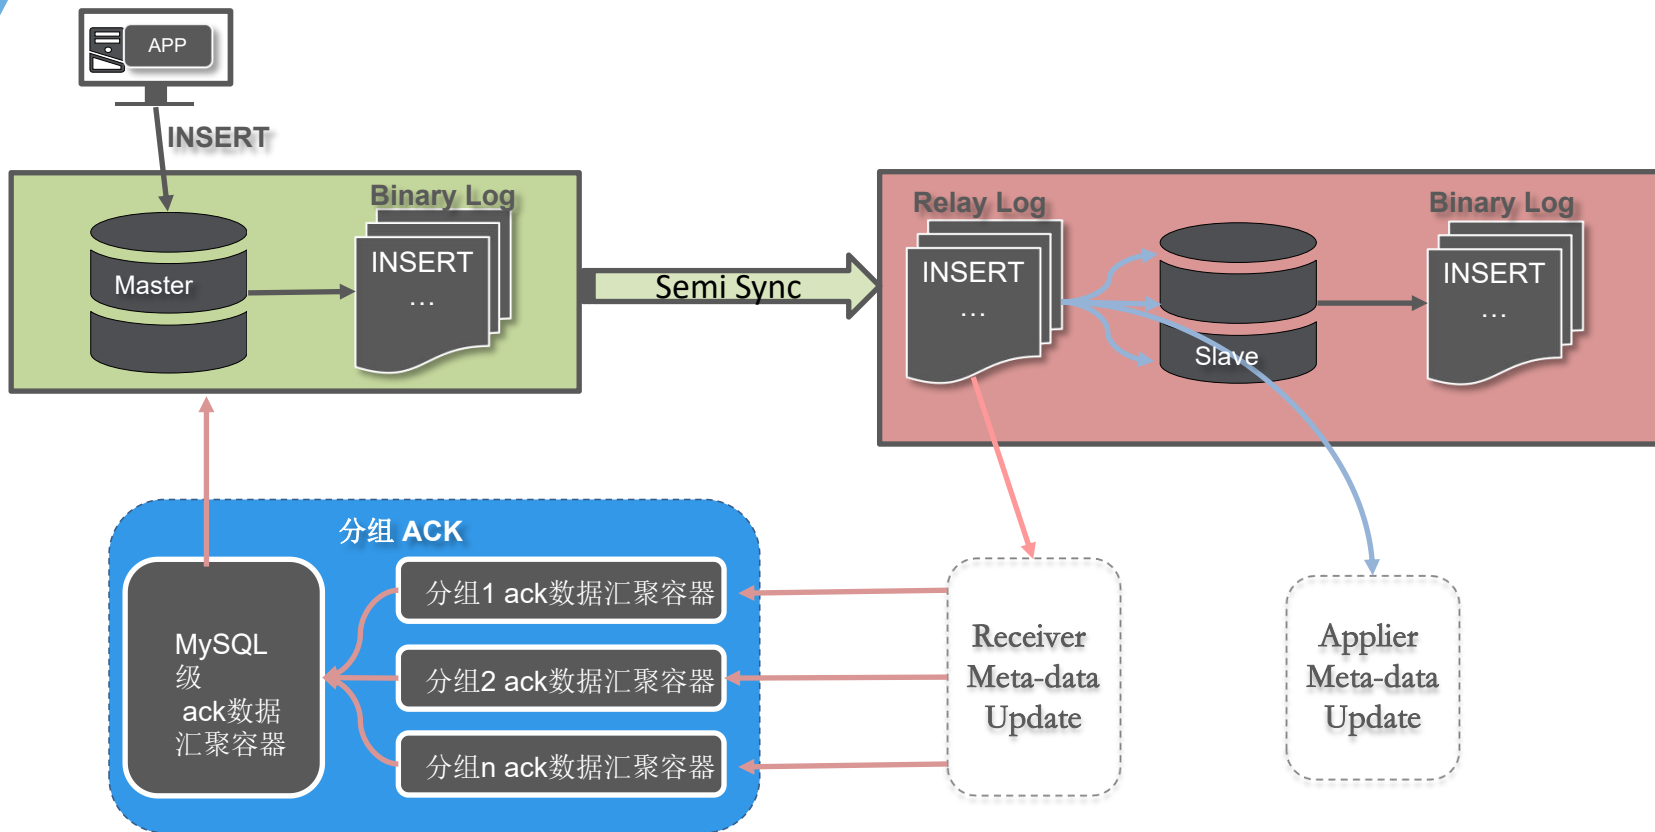 APP
INSERT
Binary Log
INSERT
...
Master
Semi Sync
Relay Log
INSERT
...
Slave
Binary Log
INSERT
...
分组 ACK
MySQL
级
ack数据
汇聚容器
分组1 ack数据汇聚容器
分组2 ack数据汇聚容器
分组n ack数据汇聚容器
Receiver
Meta-data
Update
Applier
Meta-data
Update